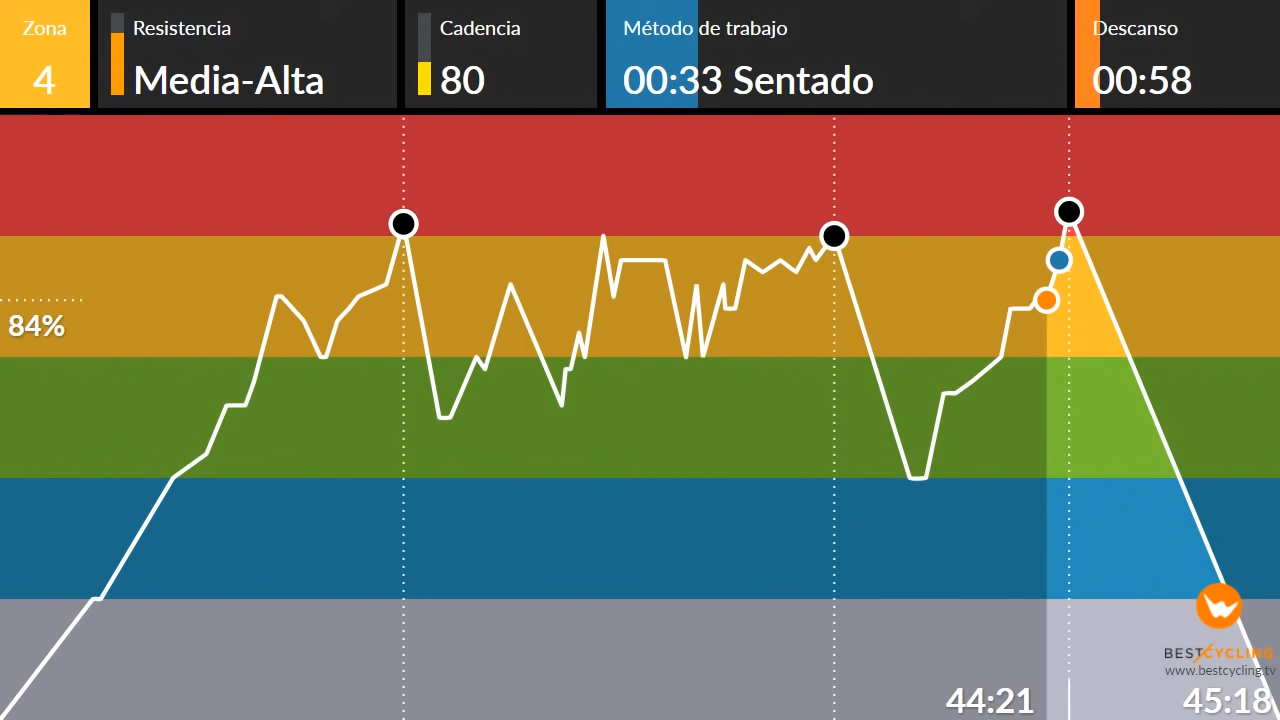 Zona
4
Resistencia
Media-Alta
Cadencia
80
Método de trabajo
00:33 Sentado
Descanso
00:58
84%
BESTCYCLING
www.bestcycling.tv
44:21
45:18